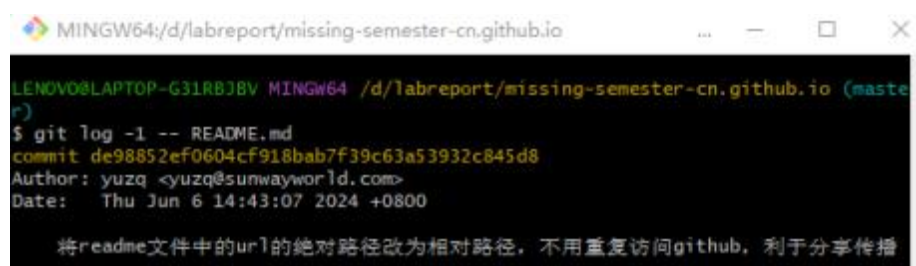 MINGW64:/d/labreport/missing-semester-cn.github.io
LENOVO@LAPTOP-G31RBJBV MINGW64 /d/labreport/missing-semester-cn.github.io (maste
r)
$ git log -1 -- README.md
commit de98852ef0604cf918bab7f39c63a53932c845d8
Author: yuzq <yuzq@sunwayworld.com>
Date:   Thu Jun 6 14:43:07 2024 +0800
将readme文件中的url的绝对路径改为相对路径，不用重复访问github，利于分享传播